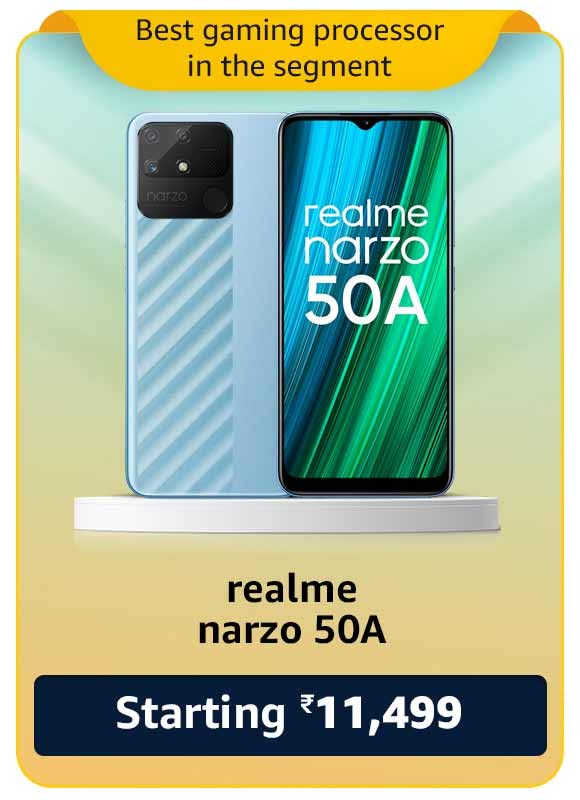 Best gaming processor
in the segment
narzo
realme
narzo
50A
realme
narzo 50A
Starting ₹11,499